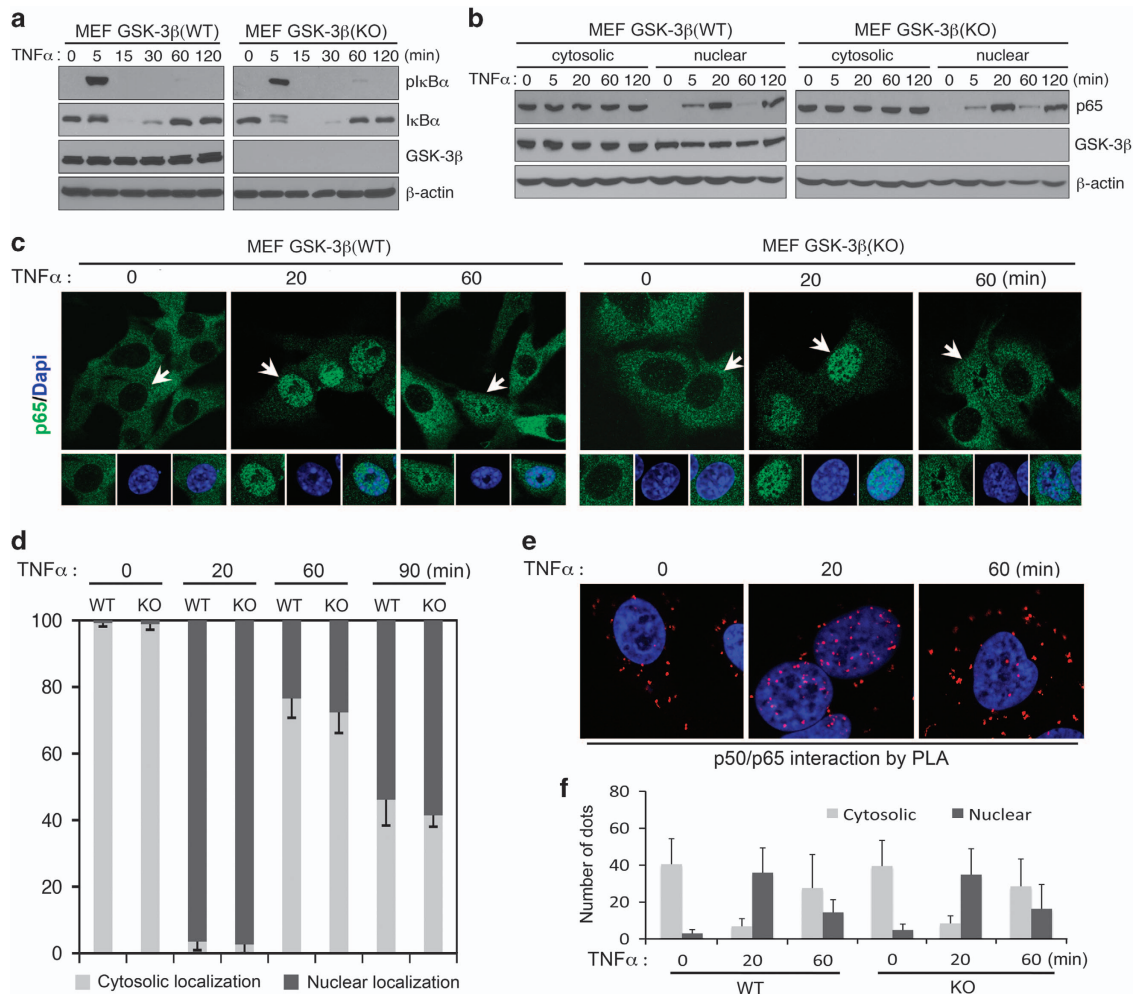 a
MEF GSK-3β(WT) MEF GSK-3β(KO)
TNFα : 0 5 15 30 60 120 0 5 15 30 60 120 (min)
pIκBα
IκBα
GSK-3β
β-actin
b
MEF GSK-3β(WT) MEF GSK-3β(KO)
cytosolic nuclear cytosolic nuclear
TNFα : 0 5 20 60 120 0 5 20 60 120 0 5 20 60 120 0 5 20 60 120 (min)
p65
GSK-3β
β-actin
c
MEF GSK-3β(WT) MEF GSK-3β(KO)
TNFα : 0 20 60 0 20 60 (min)
p65/Dapi
d
TNFα : 0 20 60 90 (min)
WT KO WT KO WT KO WT KO
100
80
60
40
20
0
Cytosolic localization Nuclear localization
e
TNFα : 0 20 60 (min)
p50/p65 interaction by PLA
f
Number of dots
80
60
40
20
0
Cytosolic Nuclear
TNFα : 0 20 60 0 20 60 (min)
WT KO